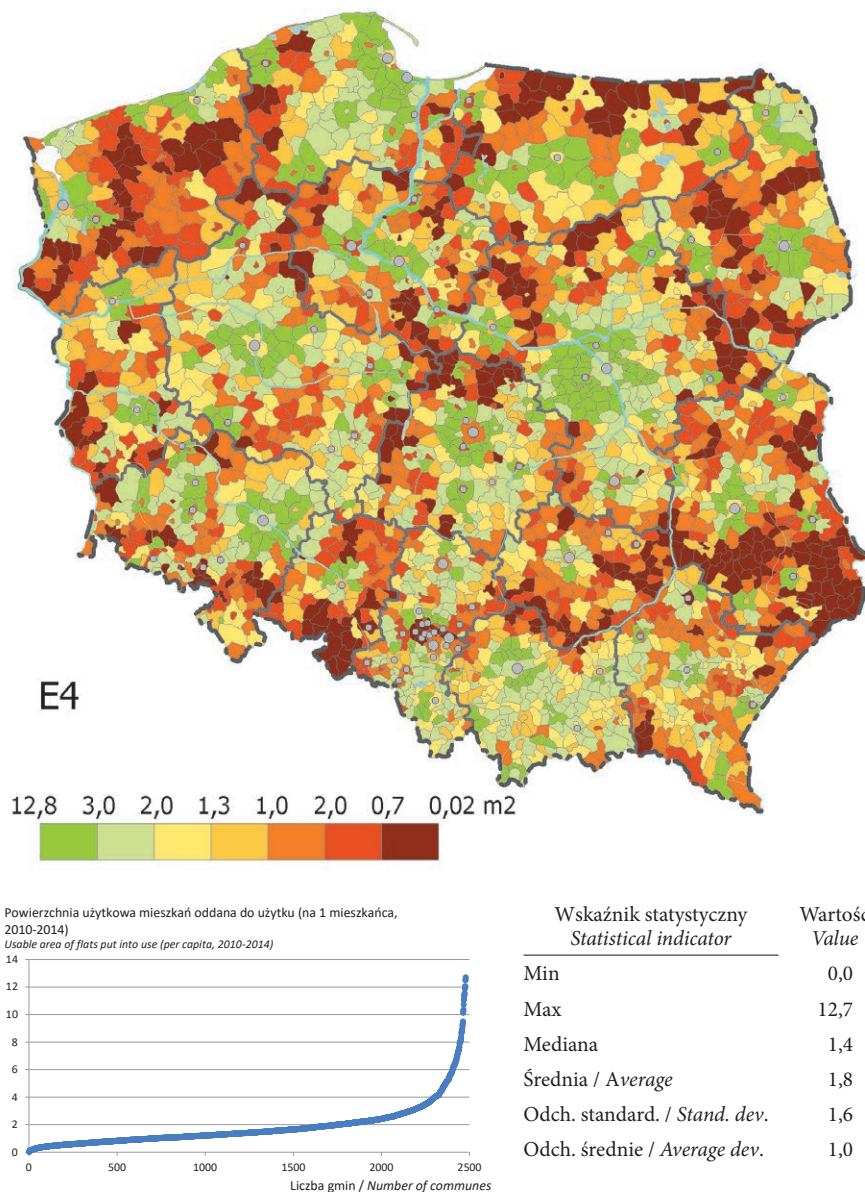 E4
12,8 3,0 2,0 1,3 1,0 2,0 0,7 0,02 m2
Powierzchnia użytkowa mieszkań oddana do użytku (na 1 mieszkańca,
2010-2014)
Usable area of flats put into use (per capita, 2010-2014)
14
12
10
8
6
4
2
0
0 500 1000 1500 2000 2500
Liczba gmin / Number of communes
Wskaźnik statystyczny Wartość
Statistical indicator Value
Min 0,0
Max 12,7
Mediana 1,4
Średnia / Average 1,8
Odch. standard. / Stand. dev. 1,6
Odch. średnie / Average dev. 1,0